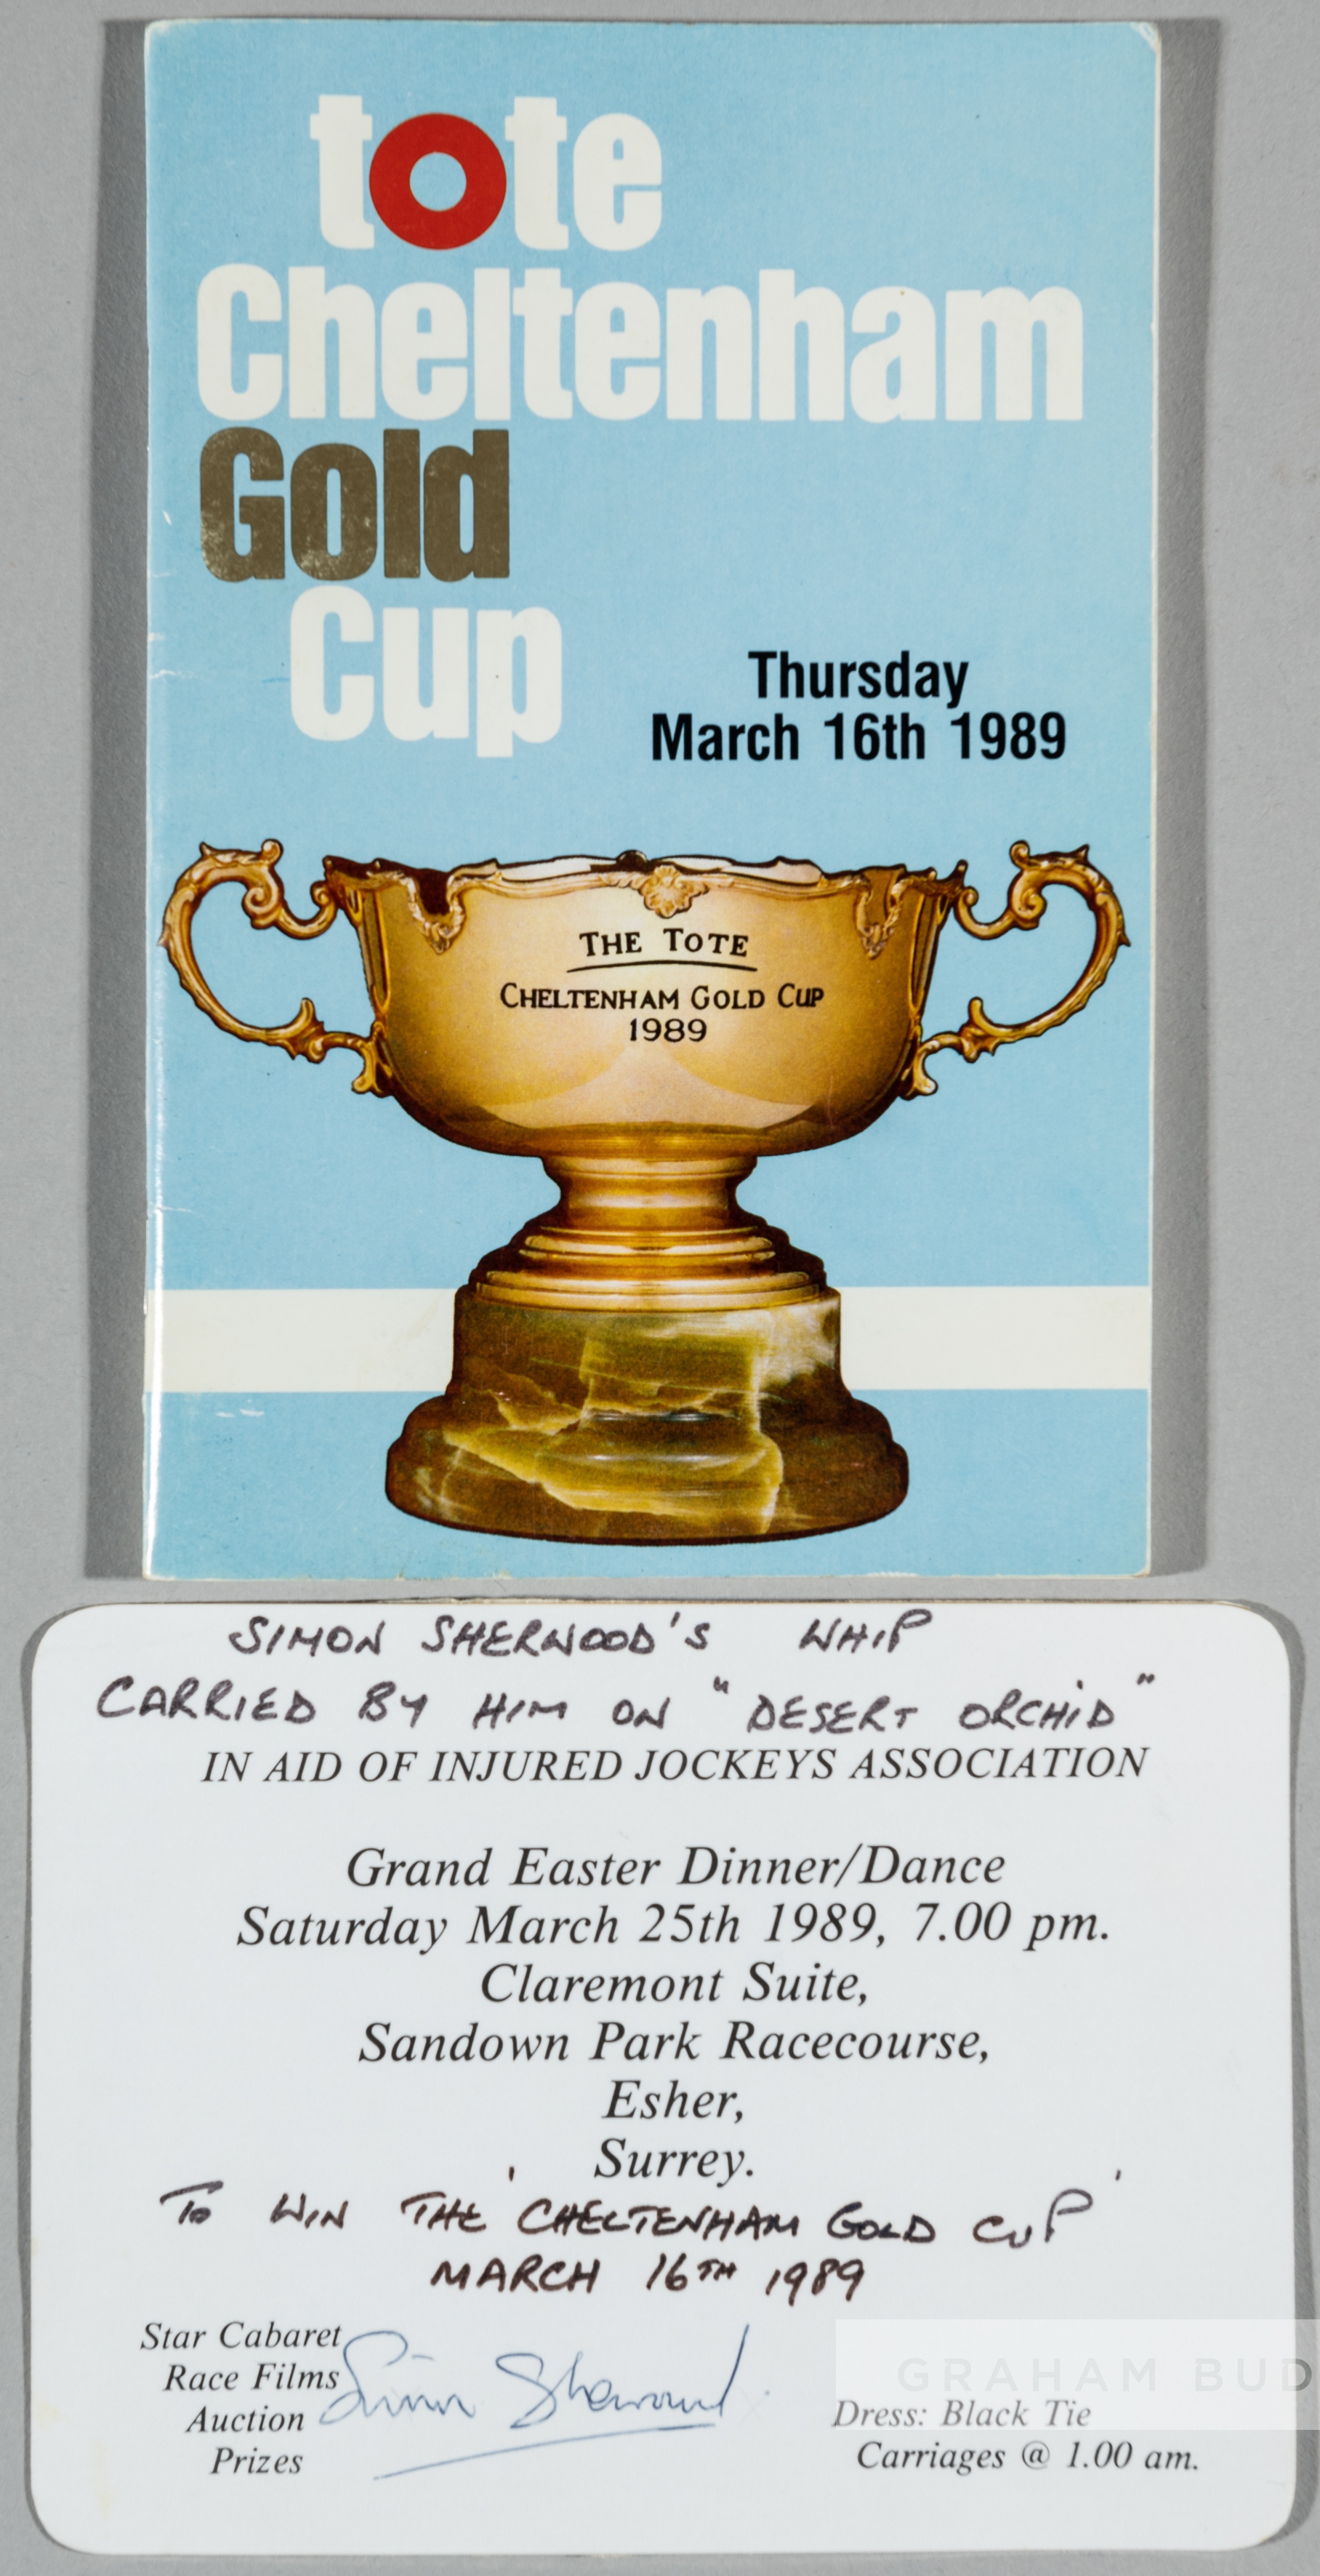 tote
Cheltenham
Gold
Cup
Thursday
March 16th 1989
THE TOTE
CHELTENHAM GOLD CUP
1989
SIMON SHERWOOD'S WHIP
CARRIED BY HIM ON "DESERT ORCHID"
IN AID OF INJURED JOCKEYS ASSOCIATION
Grand Easter Dinner/Dance
Saturday March 25th 1989, 7.00 pm.
Claremont Suite,
Sandown Park Racecourse,
Esher,
Surrey.
TO WIN THE 'CHELTENHAM GOLD CUP'
MARCH 16TH 1989
Star Cabaret
Race Films
Auction
Prizes
Simon Sherwood
GRAHAM BUD
Dress: Black Tie
Carriages @ 1.00 am.